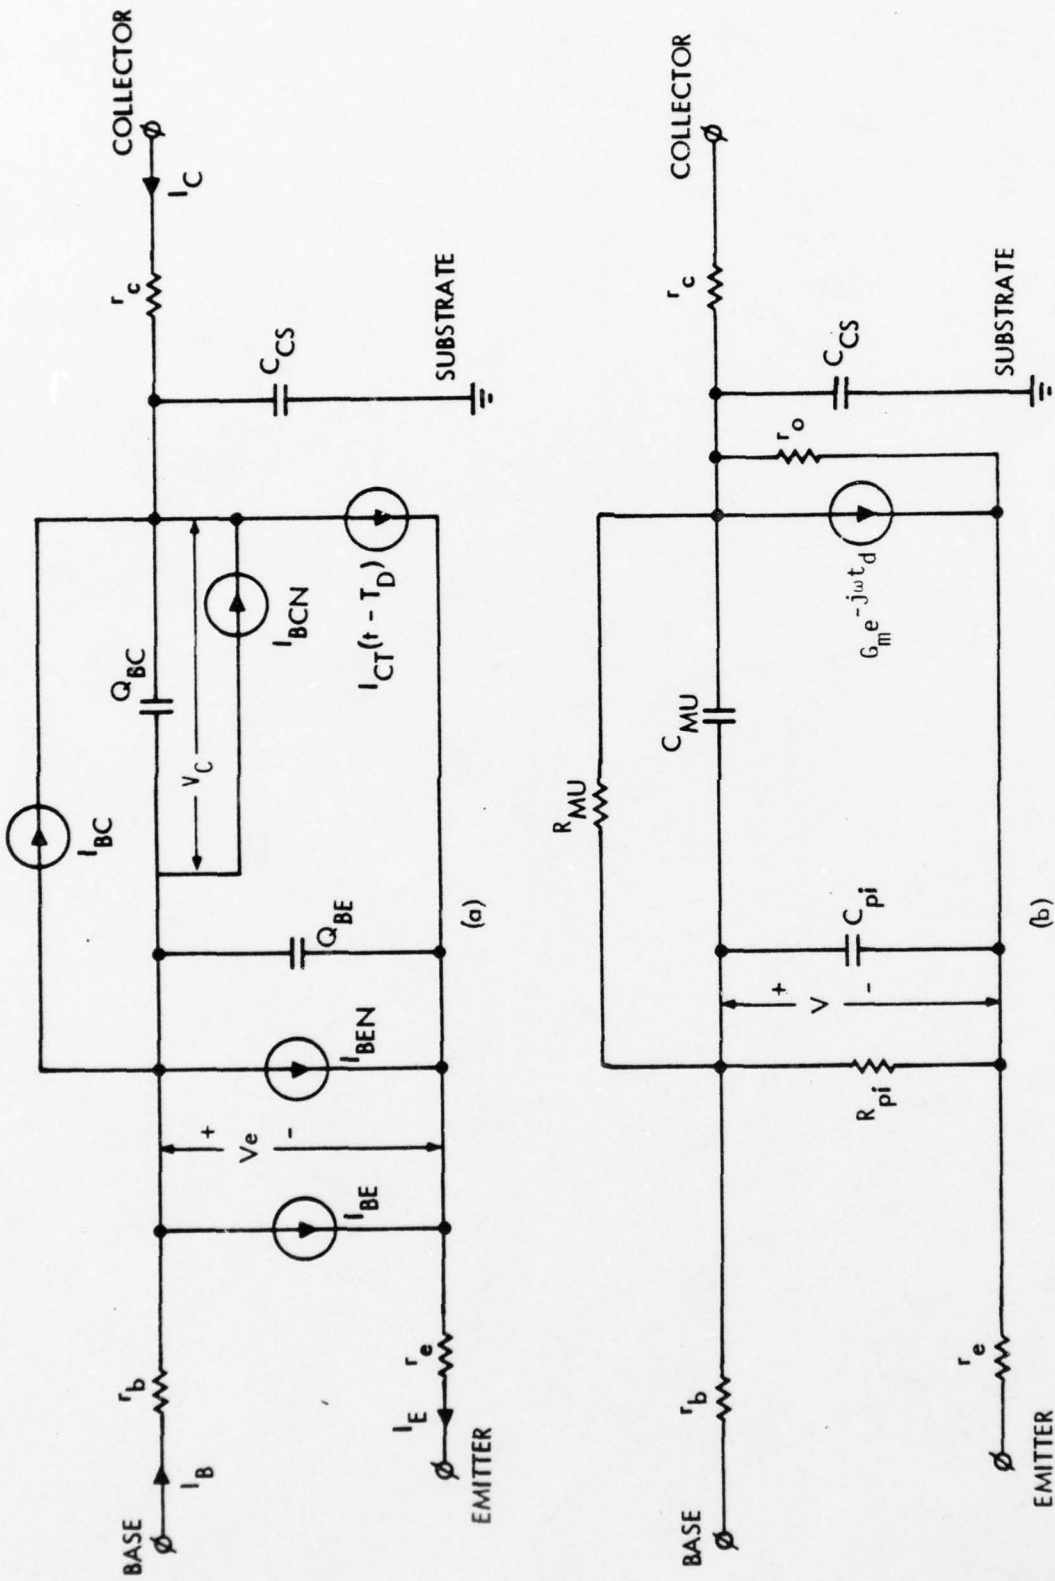 COLLECTOR
I_C
r_c
C_CS
SUBSTRATE
I_BC
Q_BC
V_C
I_BCN
I_CT(t - T_D)
Q_BE
I_BEN
+
Ve
-
I_BE
r_b
I_B
BASE
r_e
I_E
EMITTER
(a)
COLLECTOR
r_c
C_CS
SUBSTRATE
r_o
G_m e^-jωt_d
R_MU
C_MU
C_pi
+
V
-
R_pi
r_b
BASE
r_e
EMITTER
(b)